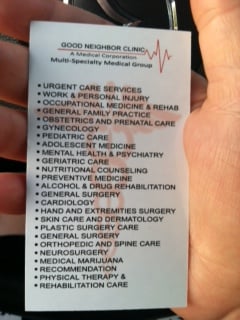 GOOD NEIGHBOR CLINIC
A Medical Corporation
Multi-Specialty Medical Group
• URGENT CARE SERVICES
• WORK & PERSONAL INJURY
• OCCUPATIONAL MEDICINE & REHAB
• GENERAL FAMILY PRACTICE
• OBSTETRICS AND PRENATAL CARE
• GYNECOLOGY
• PEDIATRIC CARE
• ADOLESCENT MEDICINE
• MENTAL HEALTH & PSYCHIATRY
• GERIATRIC CARE
• NUTRITIONAL COUNSELING
• PREVENTIVE MEDICINE
• ALCOHOL & DRUG REHABILITATION
• GENERAL SURGERY
• CARDIOLOGY
• HAND AND EXTREMITIES SURGERY
• SKIN CARE AND DERMATOLOGY
• PLASTIC SURGERY CARE
• GENERAL SURGERY
• ORTHOPEDIC AND SPINE CARE
• NEUROSURGERY
• MEDICAL MARIJUANA
• RECOMMENDATION
• PHYSICAL THERAPY &
• REHABILITATION CARE